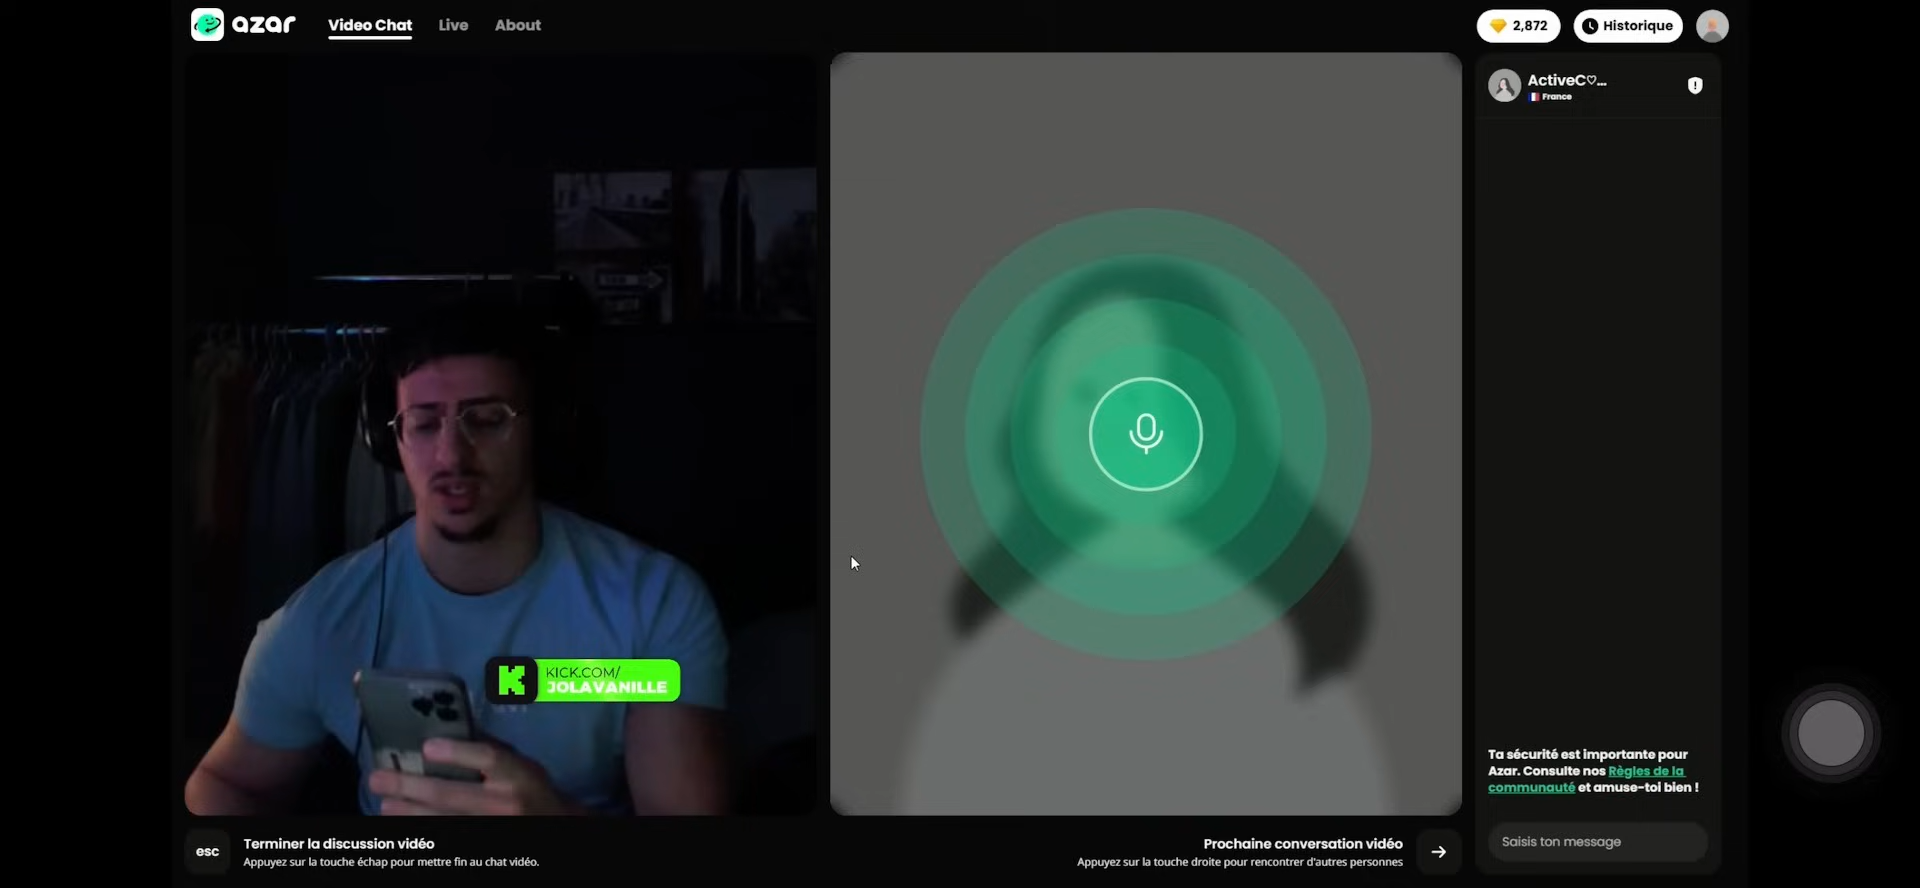 azar
Video Chat
Live
About
2,872
Historique
ActiveC♡...
France
KICK.COM/
JOLAVANILLE
Ta sécurité est importante pour
Azar. Consulte nos Règles de la
communauté et amuse-toi bien !
Saisis ton message
esc
Terminer la discussion vidéo
Appuyez sur la touche échap pour mettre fin au chat vidéo.
Prochaine conversation vidéo
Appuyez sur la touche droite pour rencontrer d'autres personnes